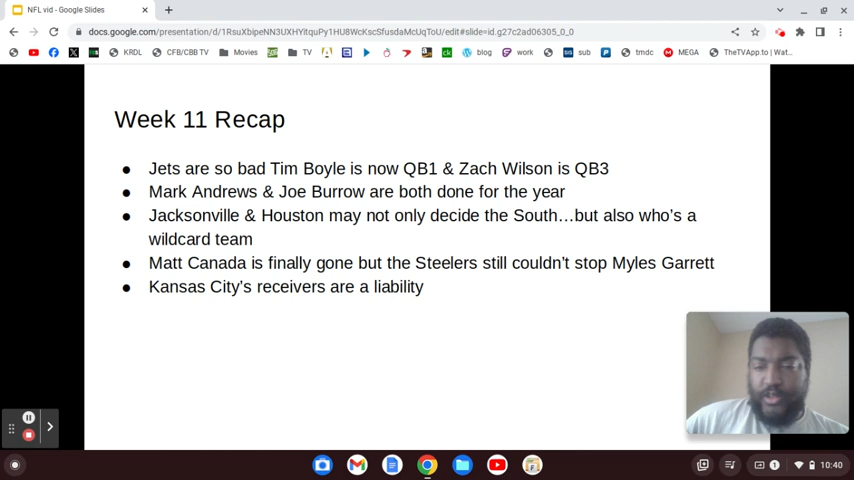 NFL vid - Google Slides
docs.google.com/presentation/d/1RsuXbipeNN3UXHYitquPy1HU8WcKscSfusdaMcUqToU/edit#slide=id.g27c2ad06305_0_0
KRDL CFB/CBB TV Movies TV blog work tmdc MEGA TheTVApp.to | Wat...
Week 11 Recap
● Jets are so bad Tim Boyle is now QB1 & Zach Wilson is QB3
● Mark Andrews & Joe Burrow are both done for the year
● Jacksonville & Houston may not only decide the South…but also who’s a
wildcard team
● Matt Canada is finally gone but the Steelers still couldn’t stop Myles Garrett
● Kansas City’s receivers are a liability
1 10:40